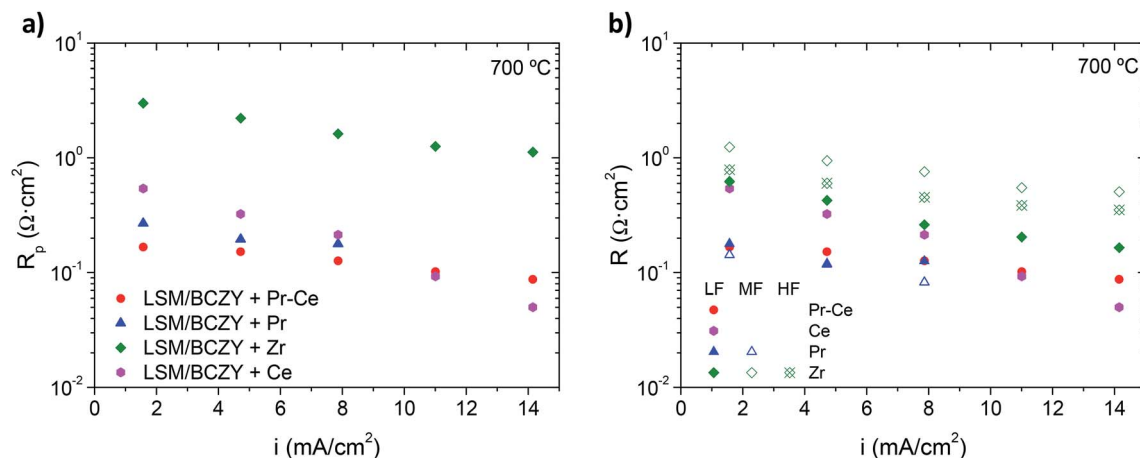 a)
700 ºC
10¹
10⁰
10⁻¹
10⁻²
Rₚ (Ω·cm²)
LSM/BCZY + Pr-Ce
LSM/BCZY + Pr
LSM/BCZY + Zr
LSM/BCZY + Ce
0 2 4 6 8 10 12 14
i (mA/cm²)
b)
700 ºC
10¹
10⁰
10⁻¹
10⁻²
R (Ω·cm²)
LF MF HF
Pr-Ce
Ce
Pr
Zr
0 2 4 6 8 10 12 14
i (mA/cm²)